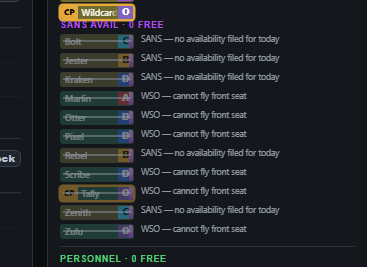 CP Wildcar
SANS AVAIL · 0 FREE
Bolt C SANS — no availability filed for today
Jester B SANS — no availability filed for today
Kraken D SANS — no availability filed for today
Marlin A WSO — cannot fly front seat
Otter D WSO — cannot fly front seat
Pixel D WSO — cannot fly front seat
Rebel B SANS — no availability filed for today
Scribe D WSO — cannot fly front seat
CP Tally WSO — cannot fly front seat
ock
Zenith C SANS — no availability filed for today
Zulu WSO — cannot fly front seat
PERSONNEL · 0 FREE